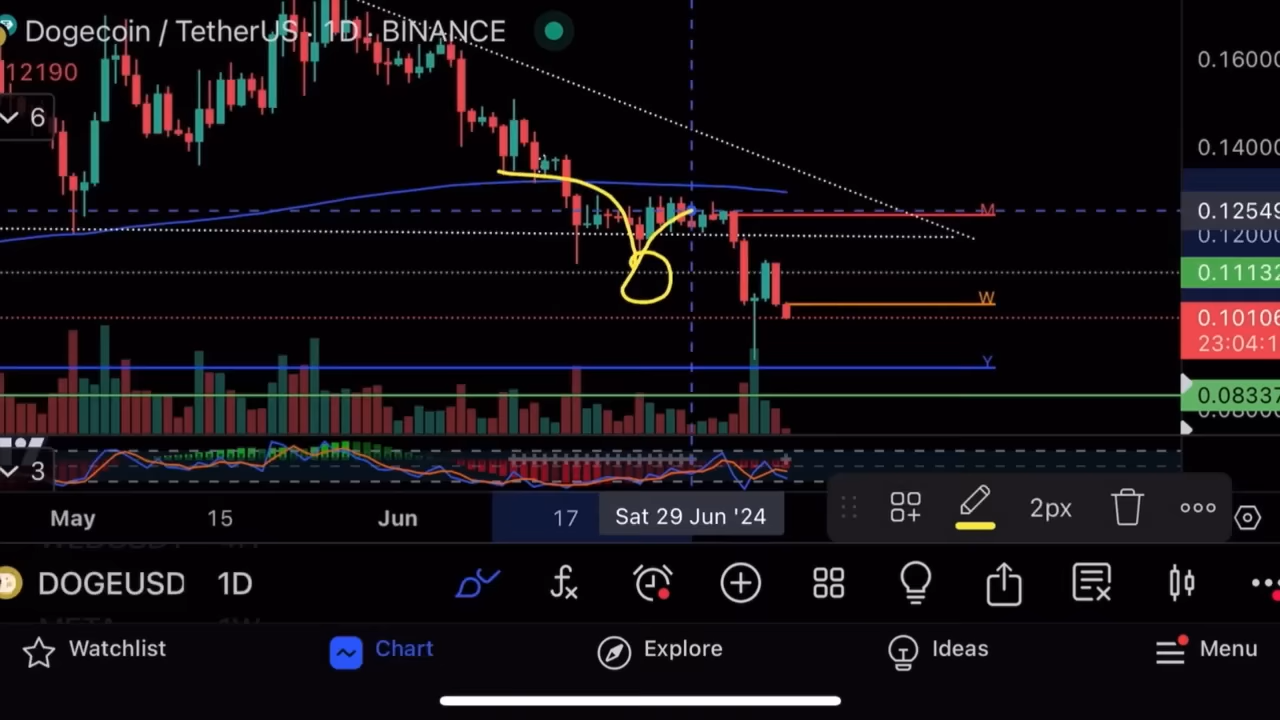 Dogecoin / TetherUS · 1D · BINANCE
12190
6
0.16000
0.14000
M
0.12549
0.12000
0.11132
W
0.10106
23:04:1
Y
0.08337
3
May 15 Jun 17 Sat 29 Jun '24
2px
DOGEUSD 1D
Watchlist Chart Explore Ideas Menu